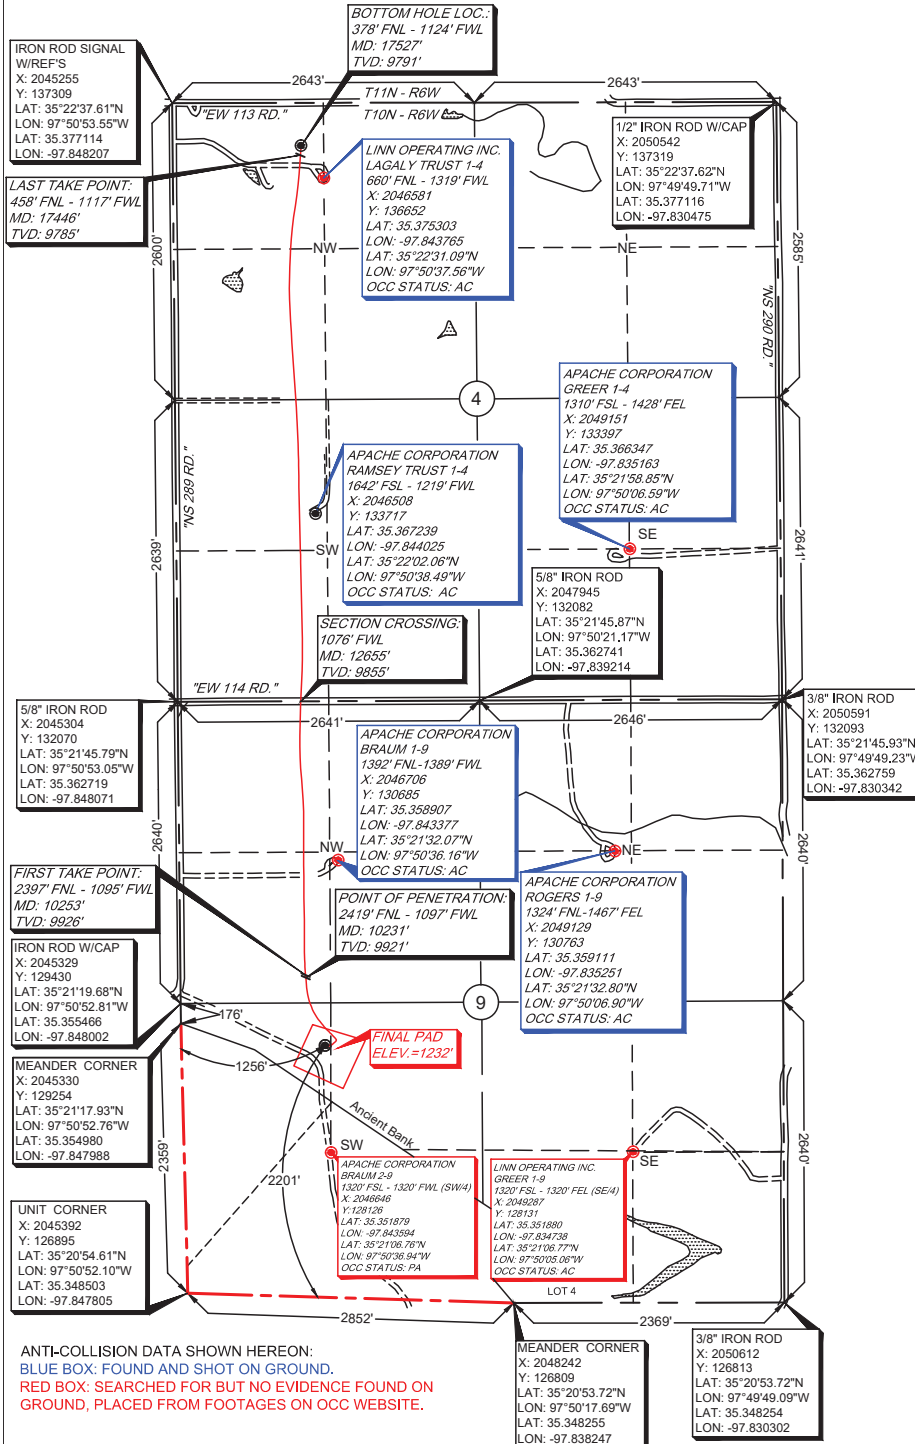 BOTTOM HOLE LOC.:
378' FNL - 1124' FWL
MD: 17527'
TVD: 9791'
IRON ROD SIGNAL
W/REF'S
X: 2045255
Y: 137309
LAT: 35°22'37.61"N
LON: 97°50'53.55"W
LAT: 35.377114
LON: -97.848207
2643'
T11N - R6W
2643'
"EW 113 RD."
T10N - R6W
1/2" IRON ROD W/CAP
X: 2050542
Y: 137319
LAT: 35°22'37.62"N
LON: 97°49'49.71"W
LAT: 35.377116
LON: -97.830475
LINN OPERATING INC.
LAGALY TRUST 1-4
660' FNL - 1319' FWL
X: 2046581
Y: 136652
LAT: 35.375303
LON: -97.843765
LAT: 35°22'31.09"N
LON: 97°50'37.56"W
OCC STATUS: AC
LAST TAKE POINT:
458' FNL - 1117' FWL
MD: 17446'
TVD: 9785'
2600'
NW
NE
2585'
"NS 290 RD."
4
APACHE CORPORATION
GREER 1-4
1310' FSL - 1428' FEL
X: 2049151
Y: 133397
LAT: 35.366347
LON: -97.835163
LAT: 35°21'58.85"N
LON: 97°50'06.59"W
OCC STATUS: AC
"NS 289 RD."
APACHE CORPORATION
RAMSEY TRUST 1-4
1642' FSL - 1219' FWL
X: 2046508
Y: 133717
LAT: 35.367239
LON: -97.844025
LAT: 35°22'02.06"N
LON: 97°50'38.49"W
OCC STATUS: AC
2639'
SW
SE
2641'
5/8" IRON ROD
X: 2047945
Y: 132082
LAT: 35°21'45.87"N
LON: 97°50'21.17"W
LAT: 35.362741
LON: -97.839214
SECTION CROSSING:
1076' FWL
MD: 12655'
TVD: 9855'
"EW 114 RD."
5/8" IRON ROD
X: 2045304
Y: 132070
LAT: 35°21'45.79"N
LON: 97°50'53.05"W
LAT: 35.362719
LON: -97.848071
2641'
2646'
3/8" IRON ROD
X: 2050591
Y: 132093
LAT: 35°21'45.93"N
LON: 97°49'49.23"W
LAT: 35.362759
LON: -97.830342
APACHE CORPORATION
BRAUM 1-9
1392' FNL-1389' FWL
X: 2046706
Y: 130685
LAT: 35.358907
LON: -97.843377
LAT: 35°21'32.07"N
LON: 97°50'36.16"W
OCC STATUS: AC
2640'
NW
NE
2640'
FIRST TAKE POINT:
2397' FNL - 1095' FWL
MD: 10253'
TVD: 9926'
POINT OF PENETRATION:
2419' FNL - 1097' FWL
MD: 10231'
TVD: 9921'
APACHE CORPORATION
ROGERS 1-9
1324' FNL-1467' FEL
X: 2049129
Y: 130763
LAT: 35.359111
LON: -97.835251
LAT: 35°21'32.80"N
LON: 97°50'06.90"W
OCC STATUS: AC
IRON ROD W/CAP
X: 2045329
Y: 129430
LAT: 35°21'19.68"N
LON: 97°50'52.81"W
LAT: 35.355466
LON: -97.848002
9
176'
FINAL PAD
ELEV.=1232'
1256'
MEANDER CORNER
X: 2045330
Y: 129254
LAT: 35°21'17.93"N
LON: 97°50'52.76"W
LAT: 35.354980
LON: -97.847988
Ancient Bank
2359'
SW
SE
2640'
2201'
APACHE CORPORATION
BRAUM 2-9
1320' FSL - 1320' FWL (SW/4)
X: 2046646
Y:128126
LAT: 35.351879
LON: -97.843594
LAT: 35°21'06.76"N
LON: 97°50'36.94"W
OCC STATUS: PA
LINN OPERATING INC.
GREER 1-9
1320' FSL - 1320' FEL (SE/4)
X: 2049287
Y: 128131
LAT: 35.351880
LON: -97.834738
LAT: 35°21'06.77"N
LON: 97°50'05.06"W
OCC STATUS: AC
UNIT CORNER
X: 2045392
Y: 126895
LAT: 35°20'54.61"N
LON: 97°50'52.10"W
LAT: 35.348503
LON: -97.847805
LOT 4
2852'
2369'
MEANDER CORNER
X: 2048242
Y: 126809
LAT: 35°20'53.72"N
LON: 97°50'17.69"W
LAT: 35.348255
LON: -97.838247
3/8" IRON ROD
X: 2050612
Y: 126813
LAT: 35°20'53.72"N
LON: 97°49'49.09"W
LAT: 35.348254
LON: -97.830302
ANTI-COLLISION DATA SHOWN HEREON:
BLUE BOX: FOUND AND SHOT ON GROUND.
RED BOX: SEARCHED FOR BUT NO EVIDENCE FOUND ON
GROUND, PLACED FROM FOOTAGES ON OCC WEBSITE.